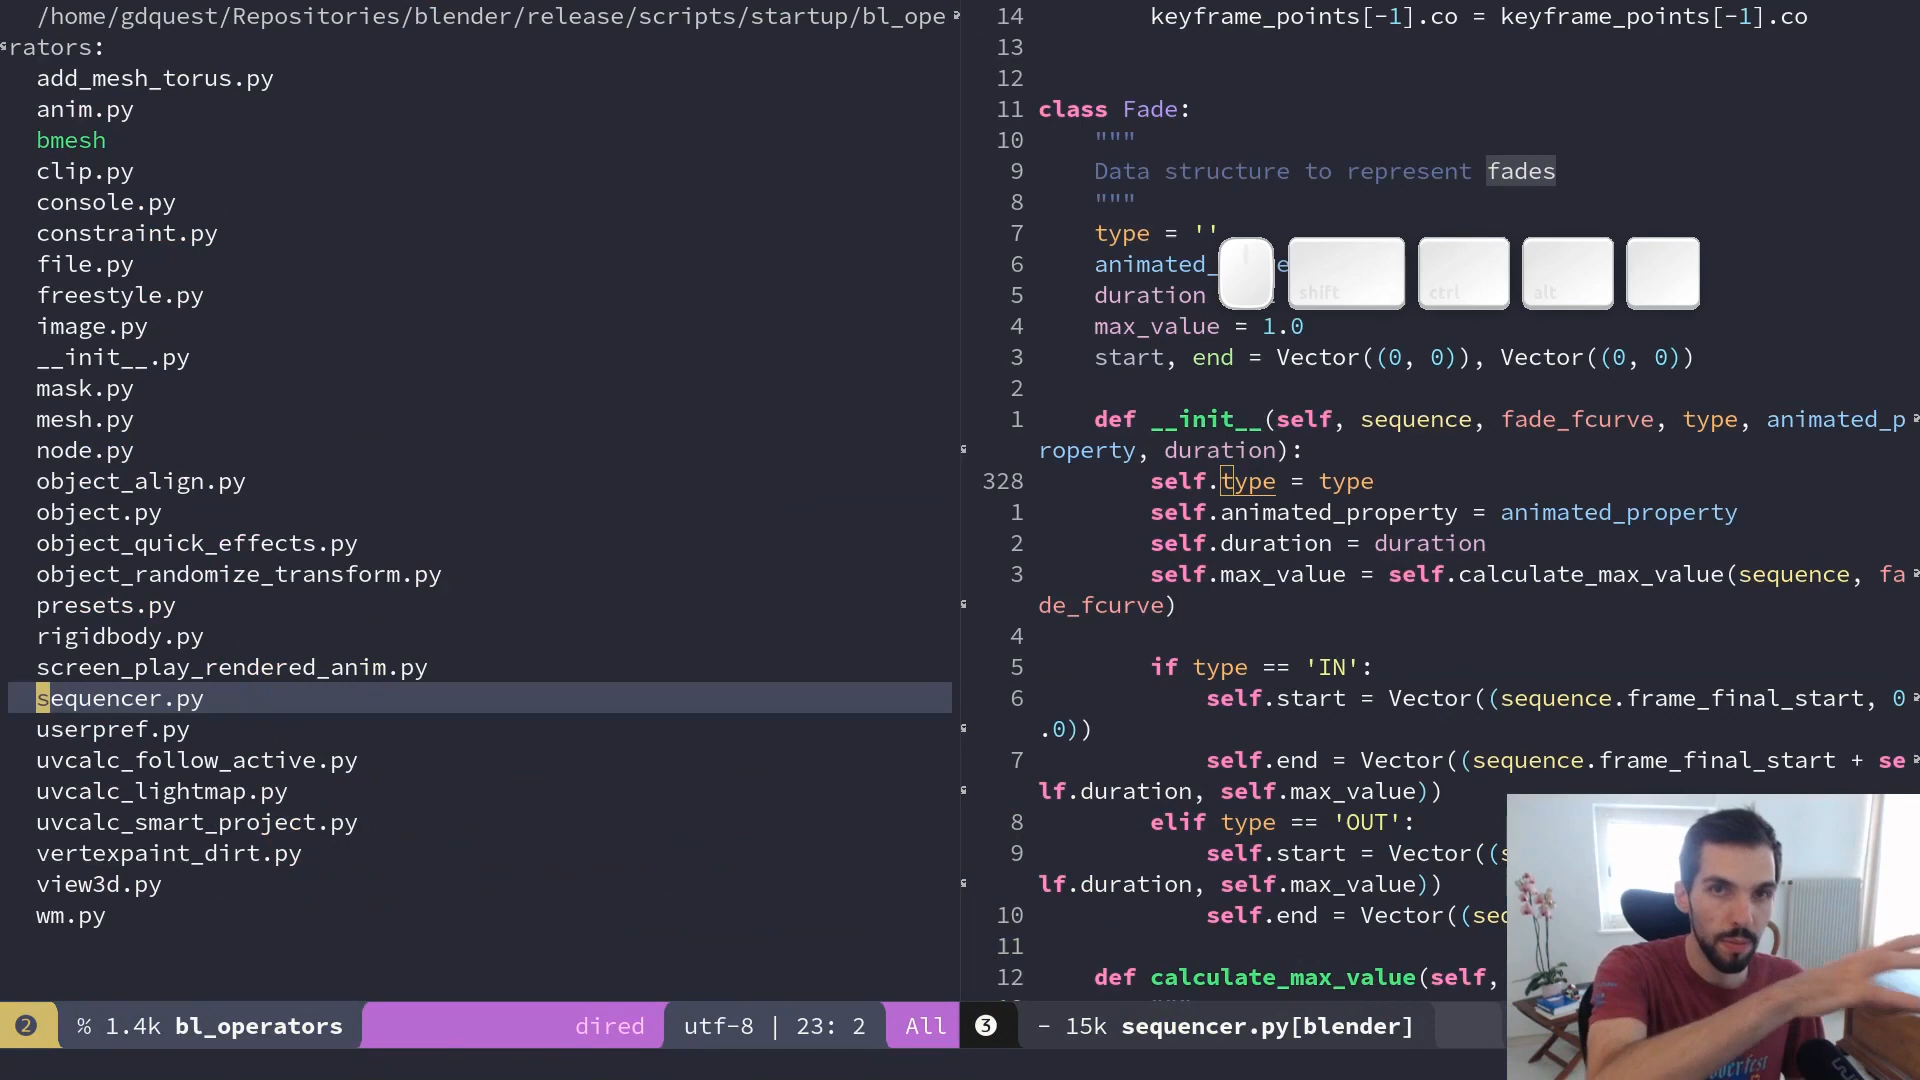 /home/gdquest/Repositories/blender/release/scripts/startup/bl_ope
rators:
add_mesh_torus.py
anim.py
bmesh
clip.py
console.py
constraint.py
file.py
freestyle.py
image.py
__init__.py
mask.py
mesh.py
node.py
object_align.py
object.py
object_quick_effects.py
object_randomize_transform.py
presets.py
rigidbody.py
screen_play_rendered_anim.py
sequencer.py
userpref.py
uvcalc_follow_active.py
uvcalc_lightmap.py
uvcalc_smart_project.py
vertexpaint_dirt.py
view3d.py
wm.py
2 % 1.4k bl_operators dired utf-8 | 23: 2 All
14 keyframe_points[-1].co = keyframe_points[-1].co
13
12
11 class Fade:
10 """
9 Data structure to represent fades
8 """
7 type = ''
6 animated_ e
5 duration
shift ctrl alt
4 max_value = 1.0
3 start, end = Vector((0, 0)), Vector((0, 0))
2
1 def __init__(self, sequence, fade_fcurve, type, animated_p
roperty, duration):
328 self.type = type
1 self.animated_property = animated_property
2 self.duration = duration
3 self.max_value = self.calculate_max_value(sequence, fa
de_fcurve)
4
5 if type == 'IN':
6 self.start = Vector((sequence.frame_final_start, 0
.0))
7 self.end = Vector((sequence.frame_final_start + se
lf.duration, self.max_value))
8 elif type == 'OUT':
9 self.start = Vector((s
lf.duration, self.max_value))
10 self.end = Vector((seq
11
12 def calculate_max_value(self,
"""
3 - 15k sequencer.py[blender]